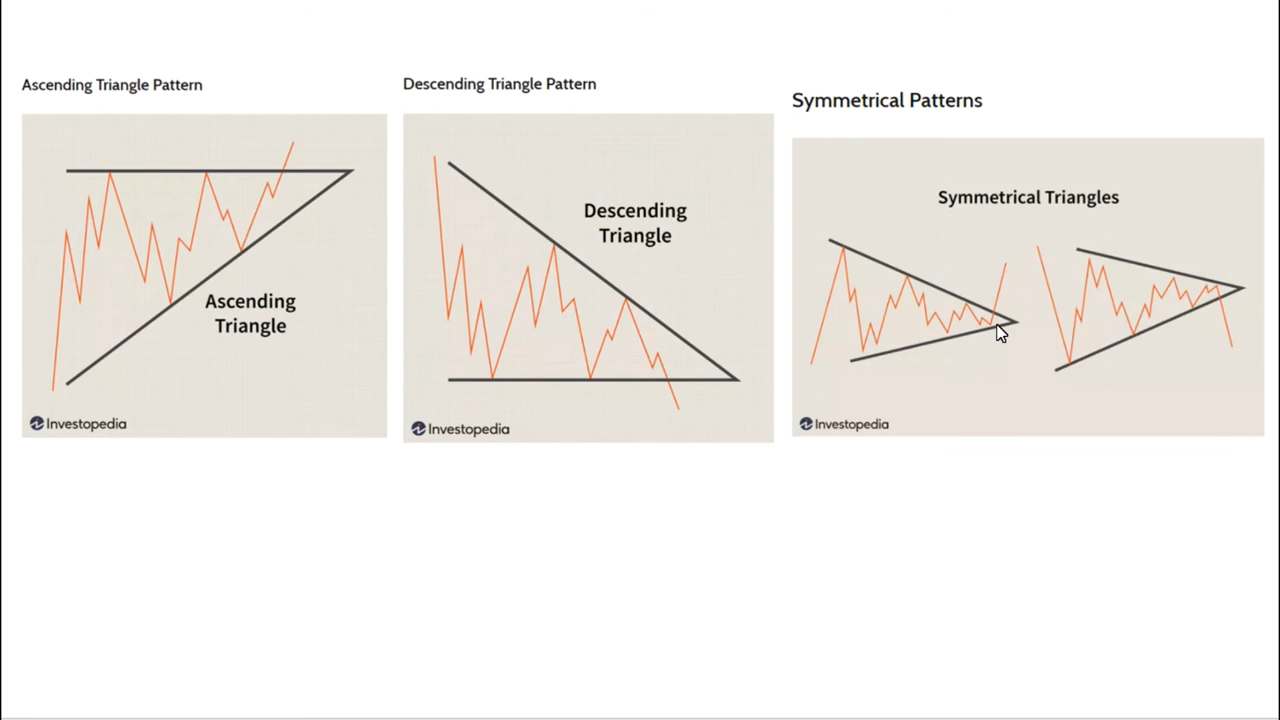 Ascending Triangle Pattern
Ascending
Triangle
Investopedia
Descending Triangle Pattern
Descending
Triangle
Investopedia
Symmetrical Patterns
Symmetrical Triangles
Investopedia